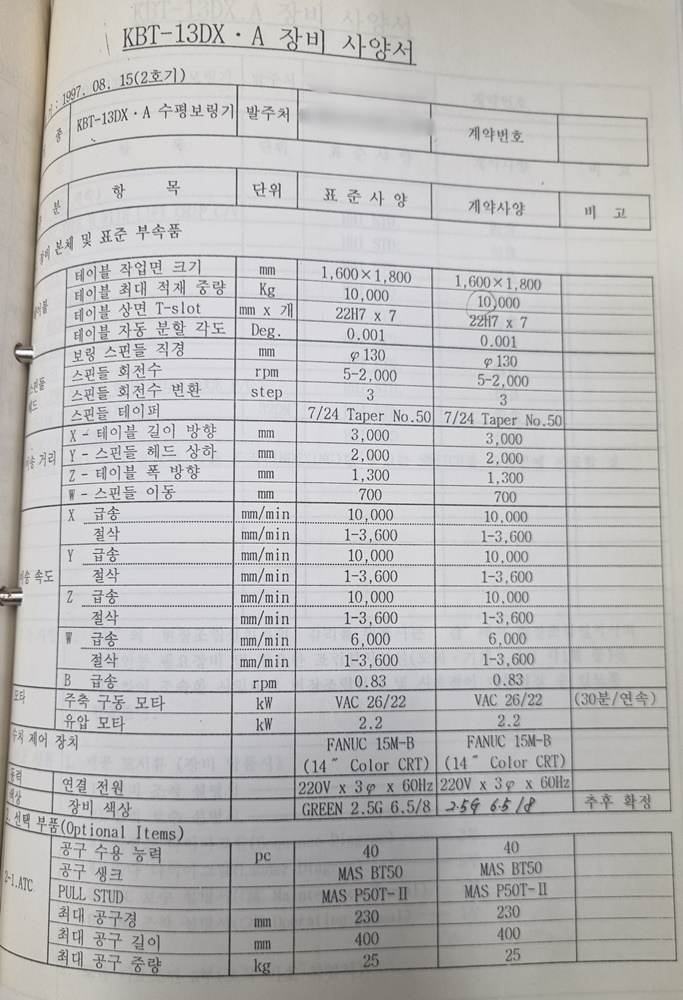 KBT-13DX · A 장비 사양서
: 1997. 08. 15(2호기)
종 KBT-13DX · A 수평보링기 발주처 계약번호
분 항 목 단위 표 준 사 양 계약사양 비 고
장비 본체 및 표준 부속품
테이블 작업면 크기 mm 1,600×1,800 1,600×1,800
테이블 최대 적재 중량 Kg 10,000 10,000
테이블 상면 T-slot mm x 개 22H7 x 7 22H7 x 7
테이블 자동 분할 각도 Deg. 0.001 0.001
보링 스핀들 직경 mm φ130 φ130
스핀들 스핀들 회전수 rpm 5-2,000 5-2,000
헤드 스핀들 회전수 변환 step 3 3
스핀들 테이퍼 7/24 Taper No.50 7/24 Taper No.50
X - 테이블 길이 방향 mm 3,000 3,000
이송 거리 Y - 스핀들 헤드 상하 mm 2,000 2,000
Z - 테이블 폭 방향 mm 1,300 1,300
W - 스핀들 이동 mm 700 700
X 급송 mm/min 10,000 10,000
절삭 mm/min 1-3,600 1-3,600
Y 급송 mm/min 10,000 10,000
이송 속도 절삭 mm/min 1-3,600 1-3,600
Z 급송 mm/min 10,000 10,000
절삭 mm/min 1-3,600 1-3,600
W 급송 mm/min 6,000 6,000
절삭 mm/min 1-3,600 1-3,600
B 급송 rpm 0.83 0.83
모타 주축 구동 모타 kW VAC 26/22 VAC 26/22 (30분/연속)
유압 모타 kW 2.2 2.2
수치 제어 장치 FANUC 15M-B FANUC 15M-B
(14″ Color CRT) (14″ Color CRT)
동력 연결 전원 220V x 3φ x 60Hz 220V x 3φ x 60Hz
색상 장비 색상 GREEN 2.5G 6.5/8 2.5G 6.5/8 추후 확정
. 선택 부품(Optional Items)
공구 수용 능력 pc 40 40
2-1.ATC 공구 생크 MAS BT50 MAS BT50
PULL STUD MAS P50T-Ⅱ MAS P50T-Ⅱ
최대 공구경 mm 230 230
최대 공구 길이 mm 400 400
최대 공구 중량 kg 25 25